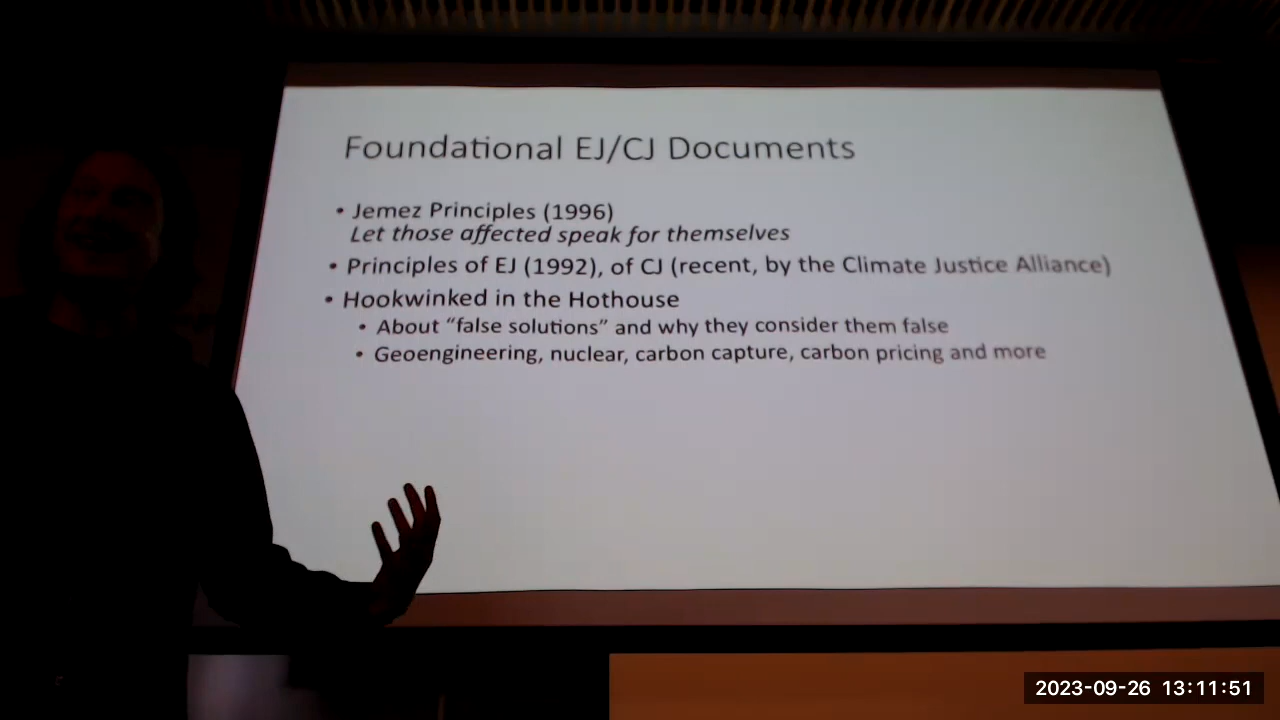 Foundational EJ/CJ Documents
• Jemez Principles (1996)
Let those affected speak for themselves
• Principles of EJ (1992), of CJ (recent, by the Climate Justice Alliance)
• Hookwinked in the Hothouse
• About “false solutions” and why they consider them false
• Geoengineering, nuclear, carbon capture, carbon pricing and more
2023-09-26 13:11:51